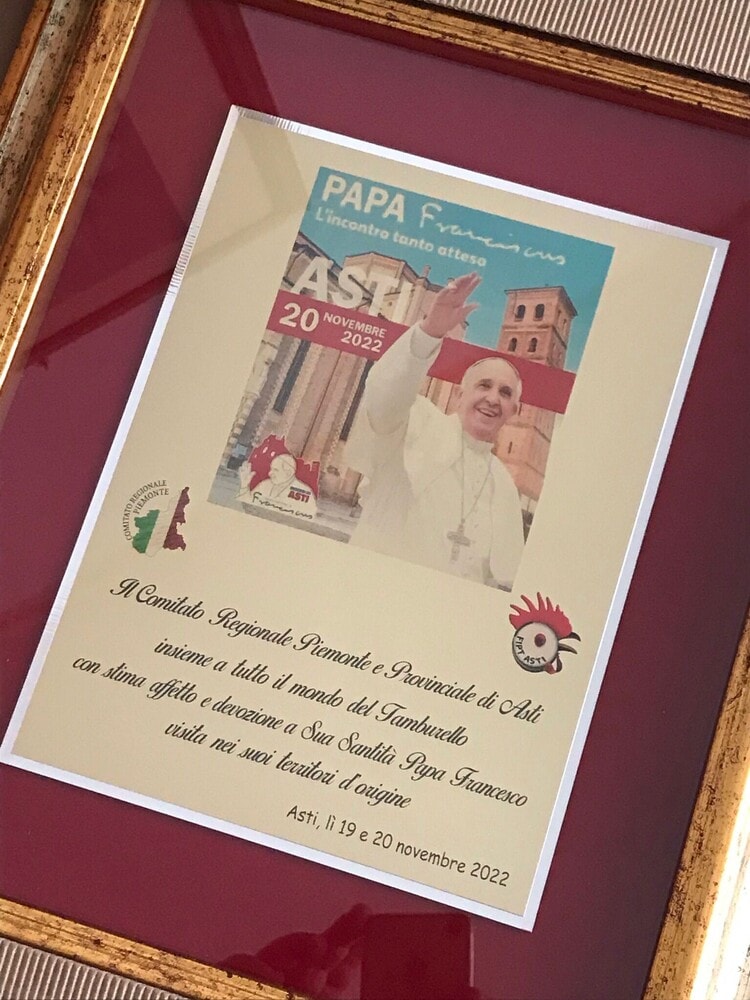 PAPA Franciscus
L'incontro tanto atteso
ASTI
20 NOVEMBRE
2022
ASTI
Franciscus
COMITATO REGIONALE
PIEMONTE
FIPT ASTI
Il Comitato Regionale Piemonte e Provinciale di Asti
insieme a tutto il mondo del Tamburello
con stima affetto e devozione a Sua Santità Papa Francesco
visita nei suoi territori d'origine
Asti, lì 19 e 20 novembre 2022